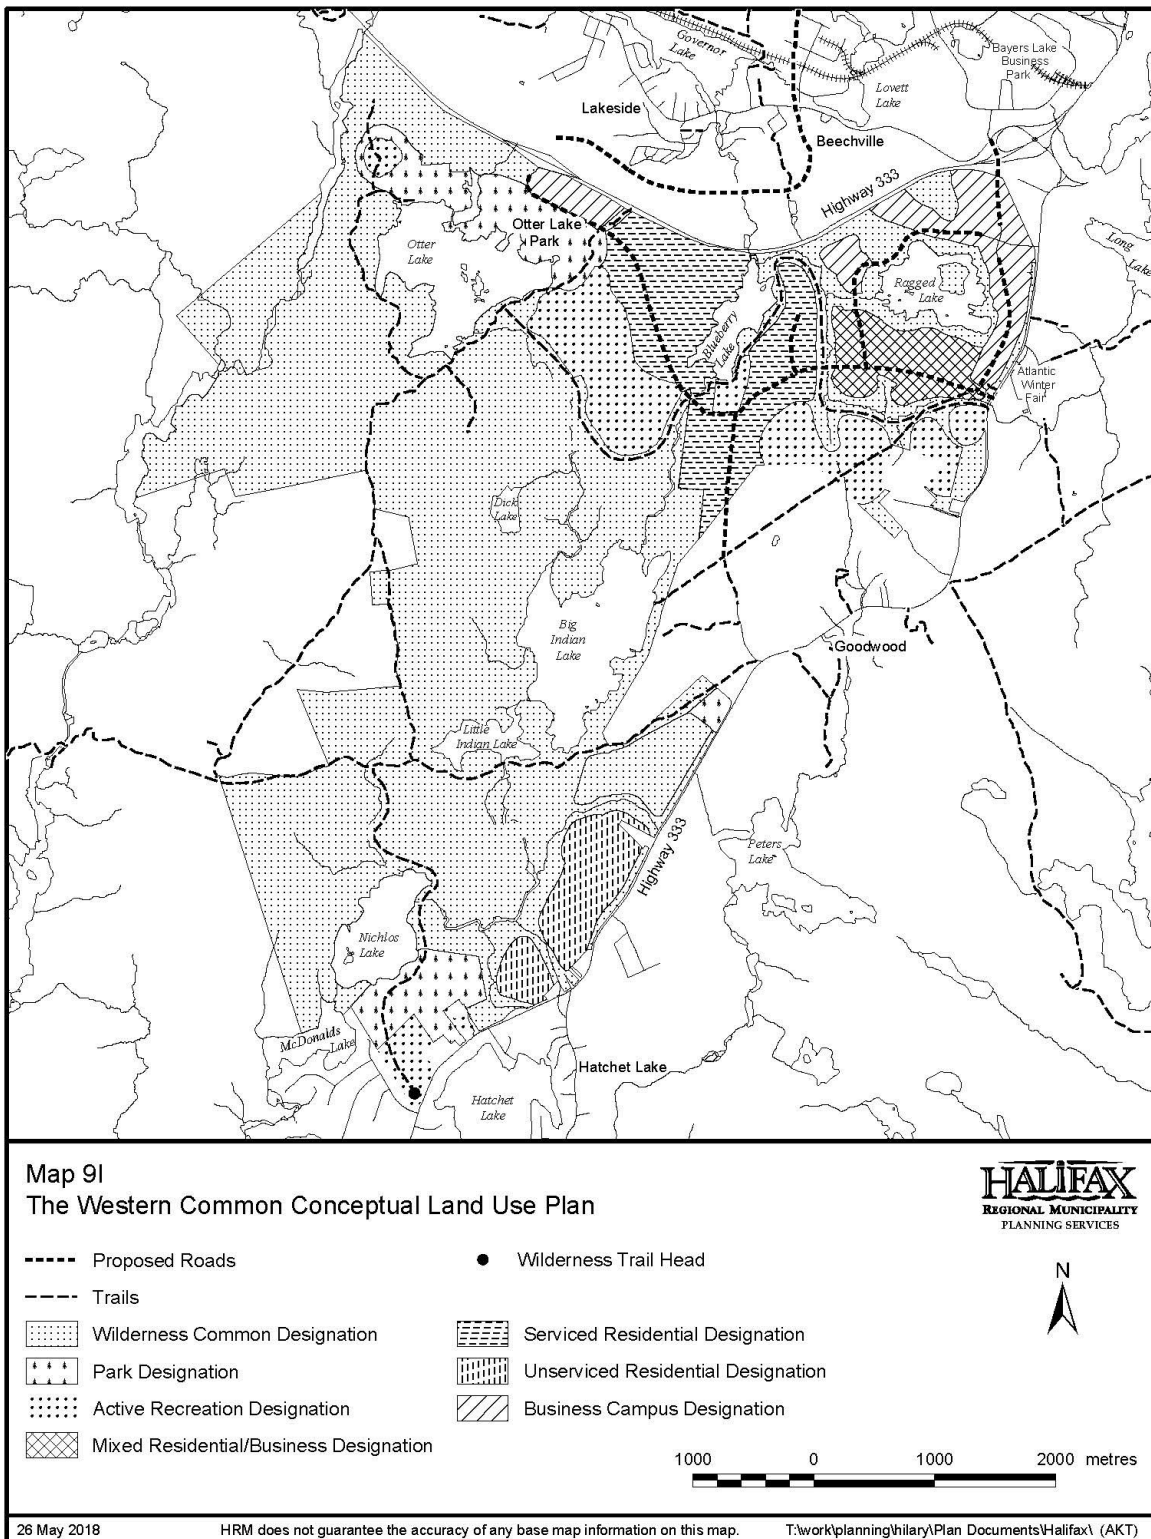 Governor
Lake
Bayers Lake
Business
Park
Lovett
Lake
Lakeside
Beechville
Highway 333
Otter Lake
Park
Otter
Lake
Long
Lake
Ragged
Lake
Blueberry
Lake
Atlantic
Winter
Fair
Dick
Lake
Big
Indian
Lake
Goodwood
Little
Indian Lake
Highway 333
Peters
Lake
Nichlos
Lake
McDonalds
Lake
Hatchet Lake
Hatchet
Lake
Map 9I
The Western Common Conceptual Land Use Plan
HALIFAX
REGIONAL MUNICIPALITY
PLANNING SERVICES
Proposed Roads
Wilderness Trail Head
Trails
N
Wilderness Common Designation
Serviced Residential Designation
Park Designation
Unserviced Residential Designation
Active Recreation Designation
Business Campus Designation
Mixed Residential/Business Designation
1000 0 1000 2000 metres
26 May 2018 HRM does not guarantee the accuracy of any base map information on this map. T:\work\planning\hilary\Plan Documents\Halifax\ (AKT)